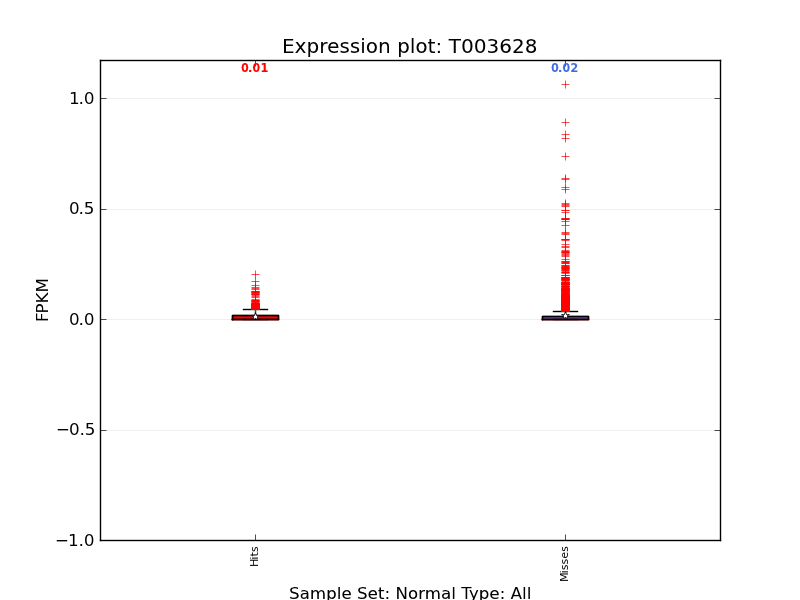 Expression plot: T003628
0.01
0.02
1.0
0.5
0.0
−0.5
−1.0
FPKM
Hits
Misses
Sample Set: Normal Type: All